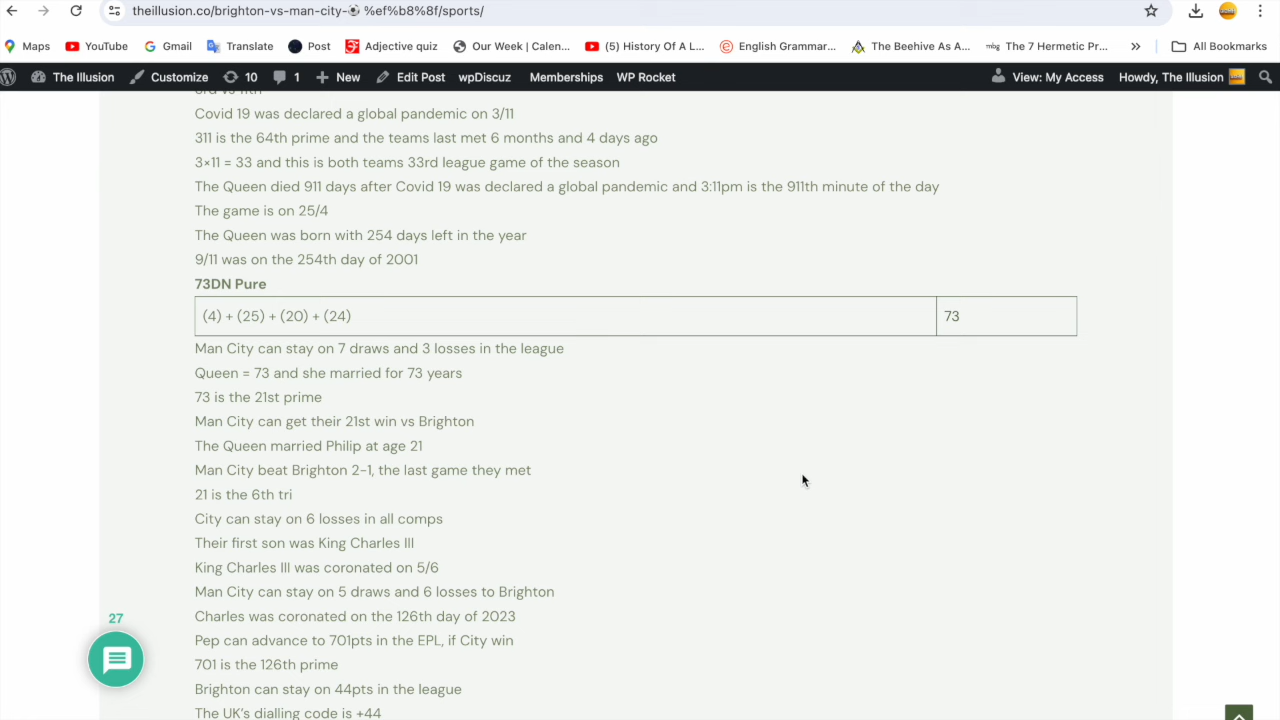 theillusion.co/brighton-vs-man-city-⚽ %ef%b8%8f/sports/
Maps YouTube Gmail Translate Post Adjective quiz Our Week | Calen... (5) History Of A L... English Grammar... The Beehive As A... The 7 Hermetic Pr... » All Bookmarks
The Illusion Customize 10 1 New Edit Post wpDiscuz Memberships WP Rocket View: My Access Howdy, The Illusion
3rd vs 11th
Covid 19 was declared a global pandemic on 3/11
311 is the 64th prime and the teams last met 6 months and 4 days ago
3×11 = 33 and this is both teams 33rd league game of the season
The Queen died 911 days after Covid 19 was declared a global pandemic and 3:11pm is the 911th minute of the day
The game is on 25/4
The Queen was born with 254 days left in the year
9/11 was on the 254th day of 2001
73DN Pure
(4) + (25) + (20) + (24) 73
Man City can stay on 7 draws and 3 losses in the league
Queen = 73 and she married for 73 years
73 is the 21st prime
Man City can get their 21st win vs Brighton
The Queen married Philip at age 21
Man City beat Brighton 2-1, the last game they met
21 is the 6th tri
City can stay on 6 losses in all comps
Their first son was King Charles III
King Charles III was coronated on 5/6
Man City can stay on 5 draws and 6 losses to Brighton
Charles was coronated on the 126th day of 2023
27
Pep can advance to 701pts in the EPL, if City win
701 is the 126th prime
Brighton can stay on 44pts in the league
The UK's dialling code is +44